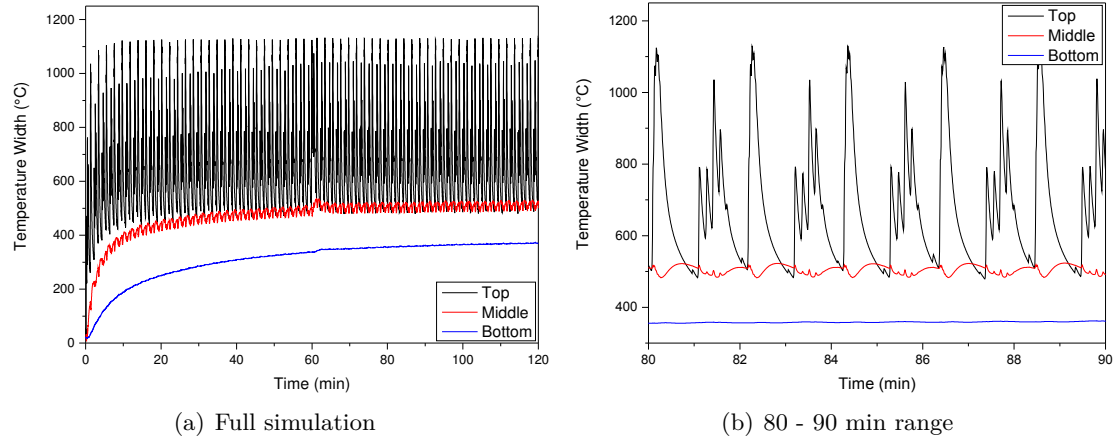 1200
1000
800
600
400
200
0
Temperature Width (°C)
Top
Middle
Bottom
0
20
40
60
80
100
120
Time (min)
(a) Full simulation
1200
1000
800
600
400
Temperature Width (°C)
Top
Middle
Bottom
80
82
84
86
88
90
Time (min)
(b) 80 - 90 min range